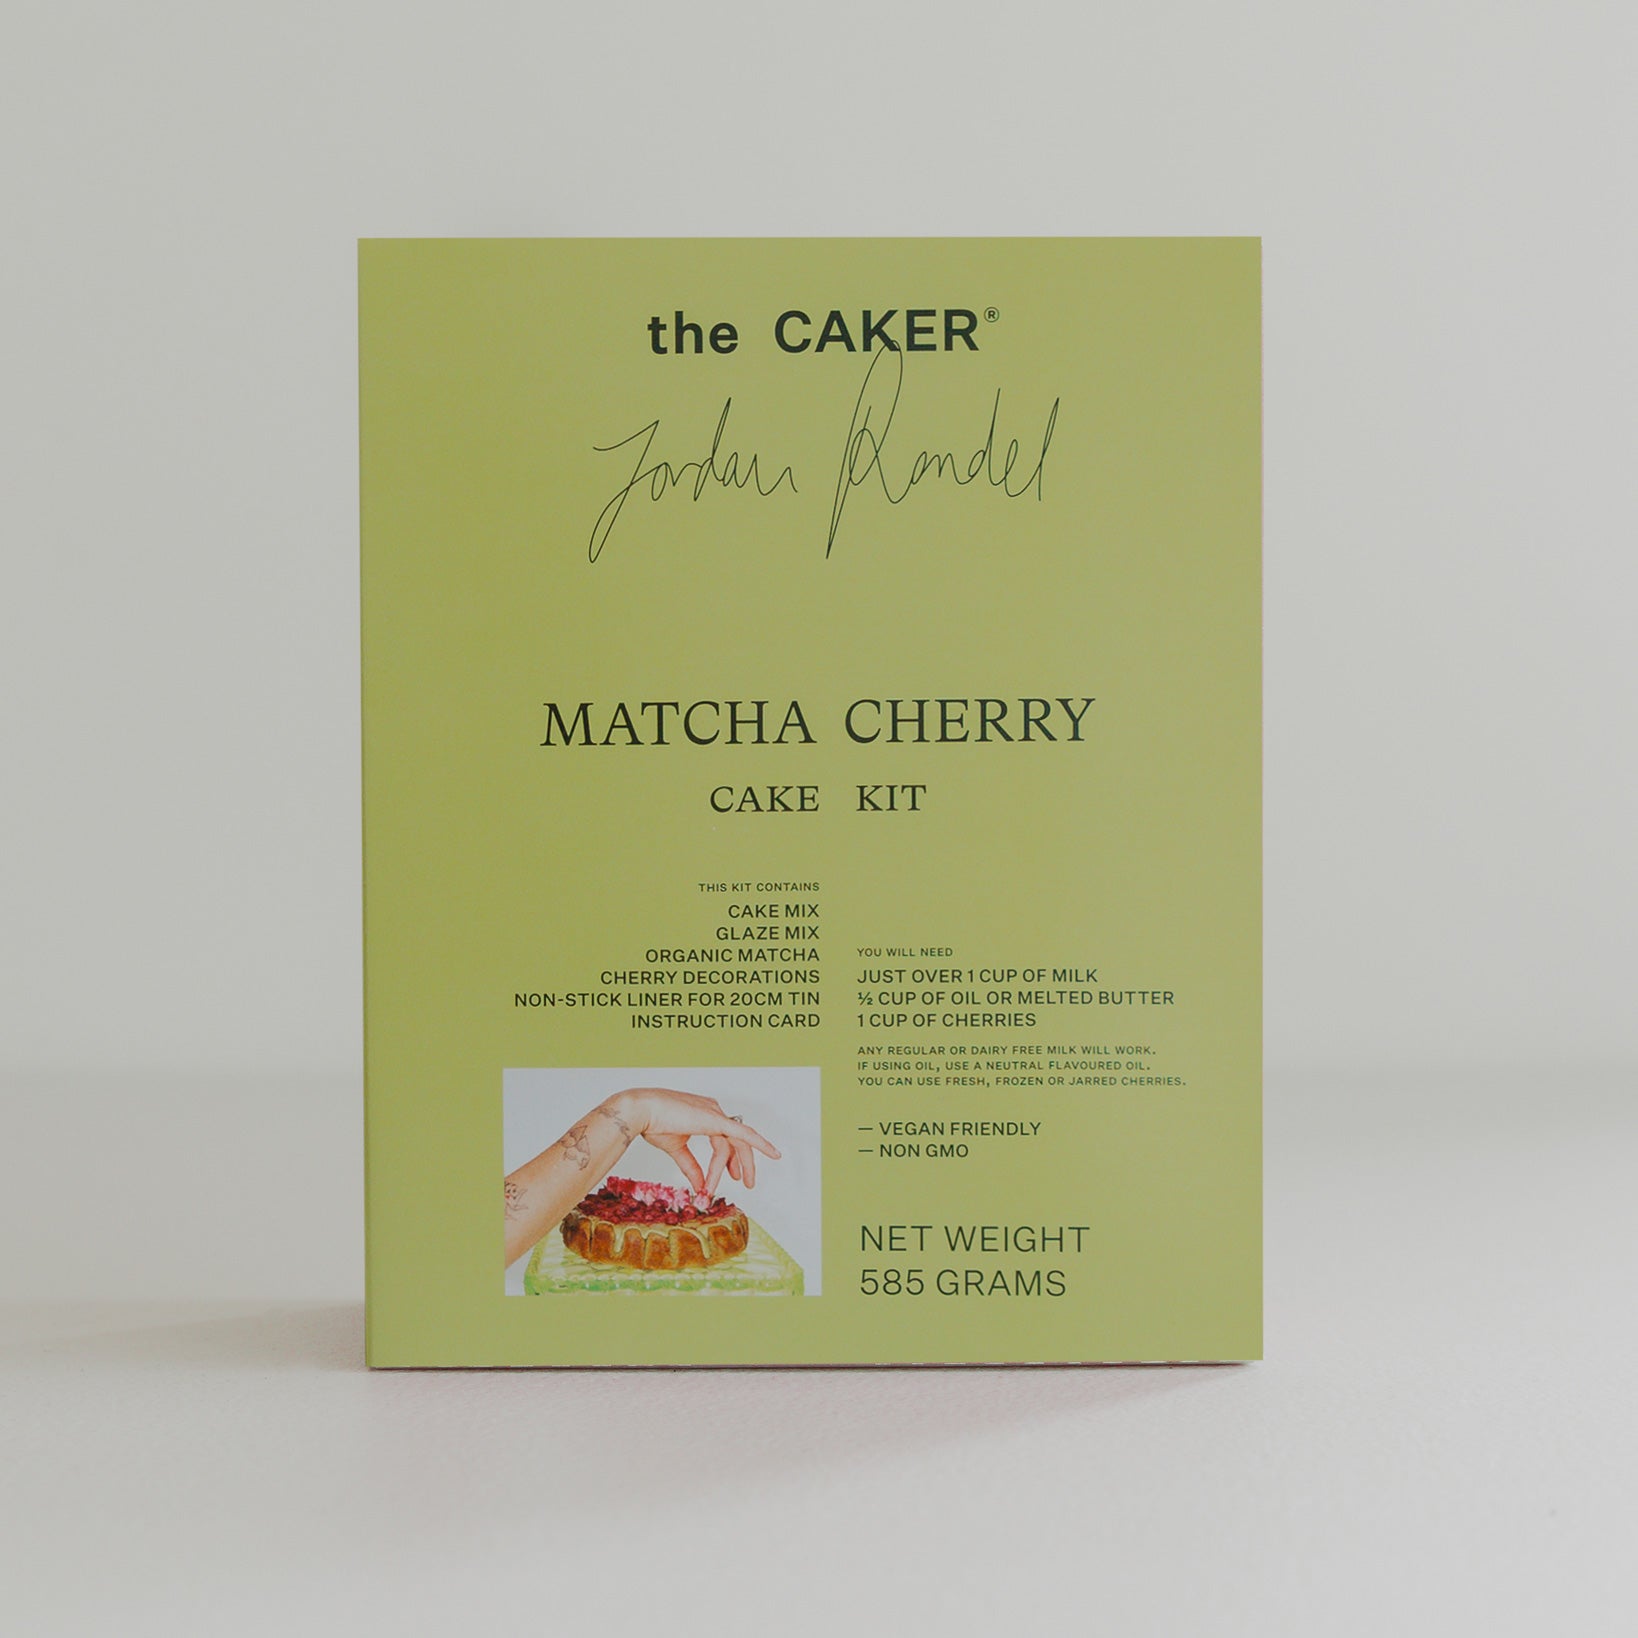 the CAKER®
Jordan Rondel
MATCHA CHERRY
CAKE KIT
THIS KIT CONTAINS
CAKE MIX
GLAZE MIX
ORGANIC MATCHA
CHERRY DECORATIONS
NON-STICK LINER FOR 20CM TIN
INSTRUCTION CARD
YOU WILL NEED
JUST OVER 1 CUP OF MILK
½ CUP OF OIL OR MELTED BUTTER
1 CUP OF CHERRIES
ANY REGULAR OR DAIRY FREE MILK WILL WORK.
IF USING OIL, USE A NEUTRAL FLAVOURED OIL.
YOU CAN USE FRESH, FROZEN OR JARRED CHERRIES.
— VEGAN FRIENDLY
— NON GMO
NET WEIGHT
585 GRAMS